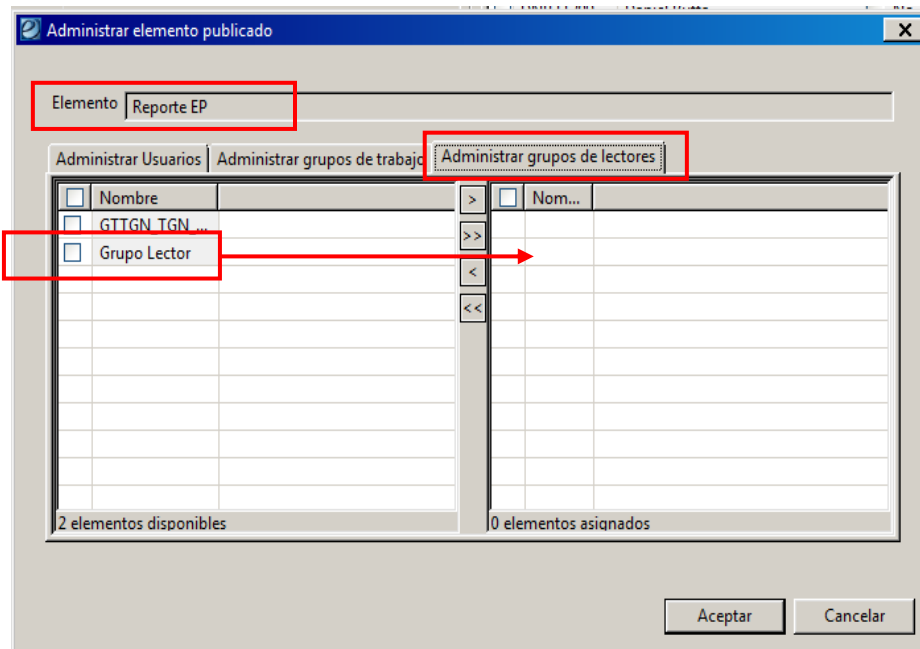 Administrar elemento publicado
X
Elemento Reporte EP
Administrar Usuarios Administrar grupos de trabajo Administrar grupos de lectores
Nombre > Nom...
GTTGN_TGN_...
>>
Grupo Lector
<
<<
2 elementos disponibles 0 elementos asignados
Aceptar Cancelar